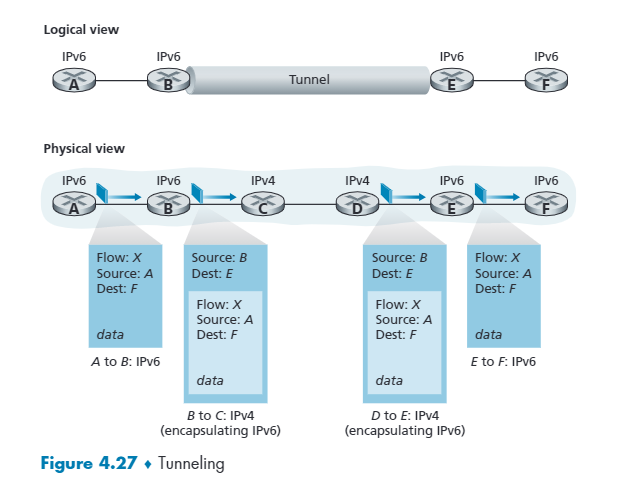 Logical view
IPv6 IPv6 IPv6 IPv6
Tunnel
A B E F
Physical view
IPv6 IPv6 IPv4 IPv4 IPv6 IPv6
A B C D E F
Flow: X
Source: A
Dest: F
data
A to B: IPv6
Source: B
Dest: E
Flow: X
Source: A
Dest: F
data
B to C: IPv4
(encapsulating IPv6)
Source: B
Dest: E
Flow: X
Source: A
Dest: F
data
D to E: IPv4
(encapsulating IPv6)
Flow: X
Source: A
Dest: F
data
E to F: IPv6
Figure 4.27 ♦ Tunneling